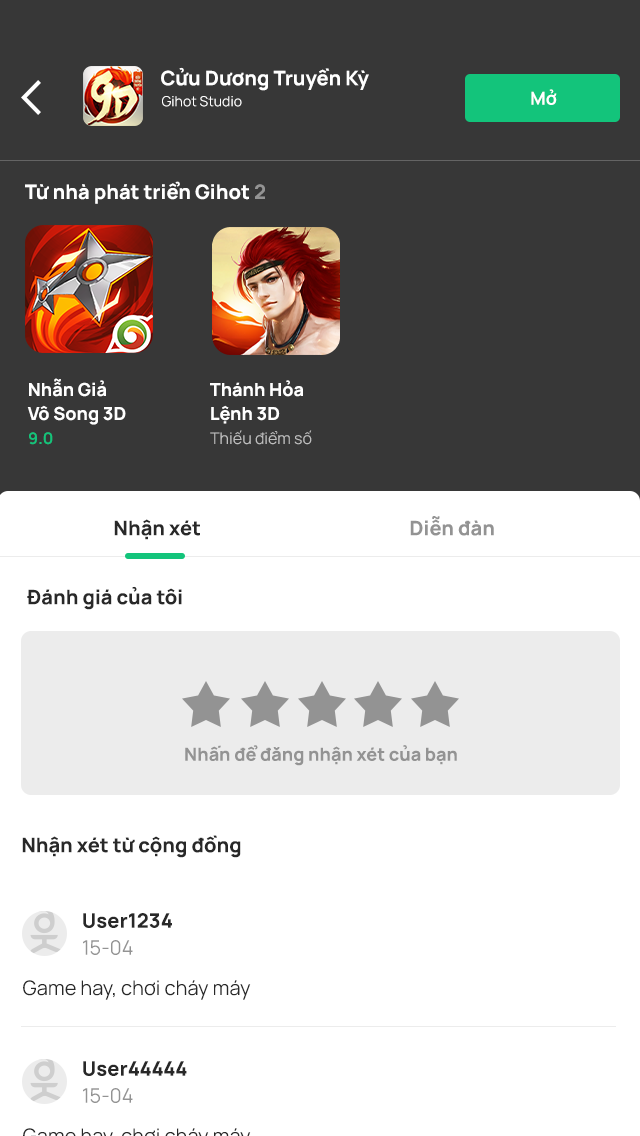 Cửu Dương Truyền Kỳ
Gihot Studio
Mở
9D
Từ nhà phát triển Gihot 2
Nhẫn Giả
Vô Song 3D
9.0
Thánh Hỏa
Lệnh 3D
Thiếu điểm số
Nhận xét
Diễn đàn
Đánh giá của tôi
Nhấn để đăng nhận xét của bạn
Nhận xét từ cộng đồng
User1234
15-04
Game hay, chơi cháy máy
User44444
15-04
Game hay, chơi cháy máy